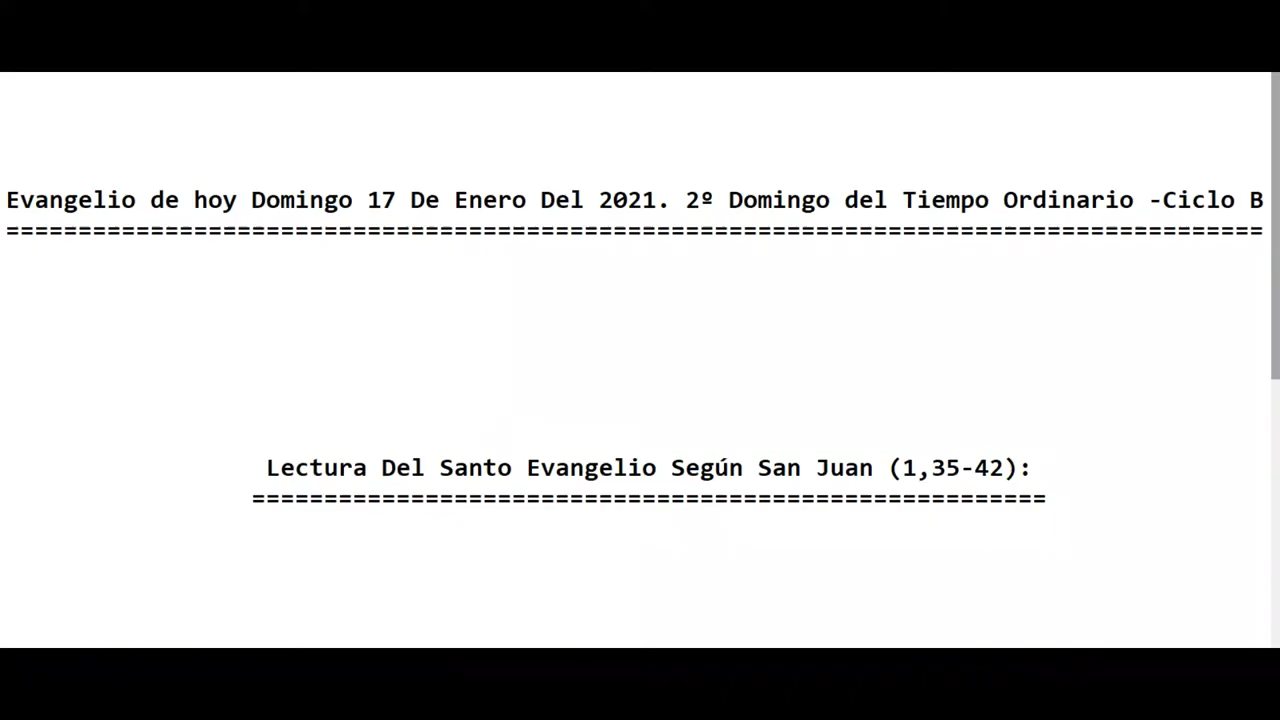 Evangelio de hoy Domingo 17 De Enero Del 2021. 2º Domingo del Tiempo Ordinario -Ciclo B
=======================================================================================
Lectura Del Santo Evangelio Según San Juan (1,35-42):
=======================================================